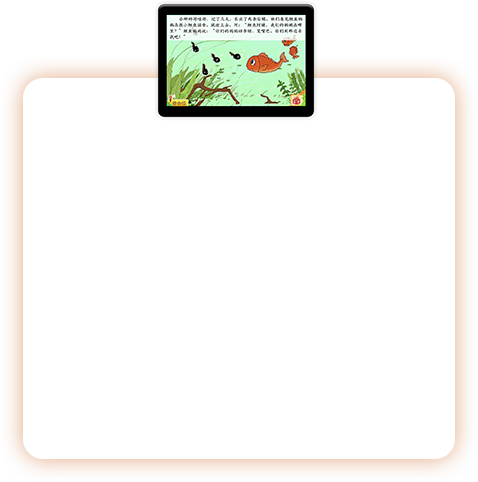 小蝌蚪游哇游，过了几天，长出了两条后腿。他们看见鲤鱼妈
妈在教小鲤鱼捕食，就迎上去，问：“鲤鱼阿姨，我们的妈妈在哪
里？”鲤鱼妈妈说：“你们的妈妈四条腿，宽嘴巴。你们到那边去
找吧！”